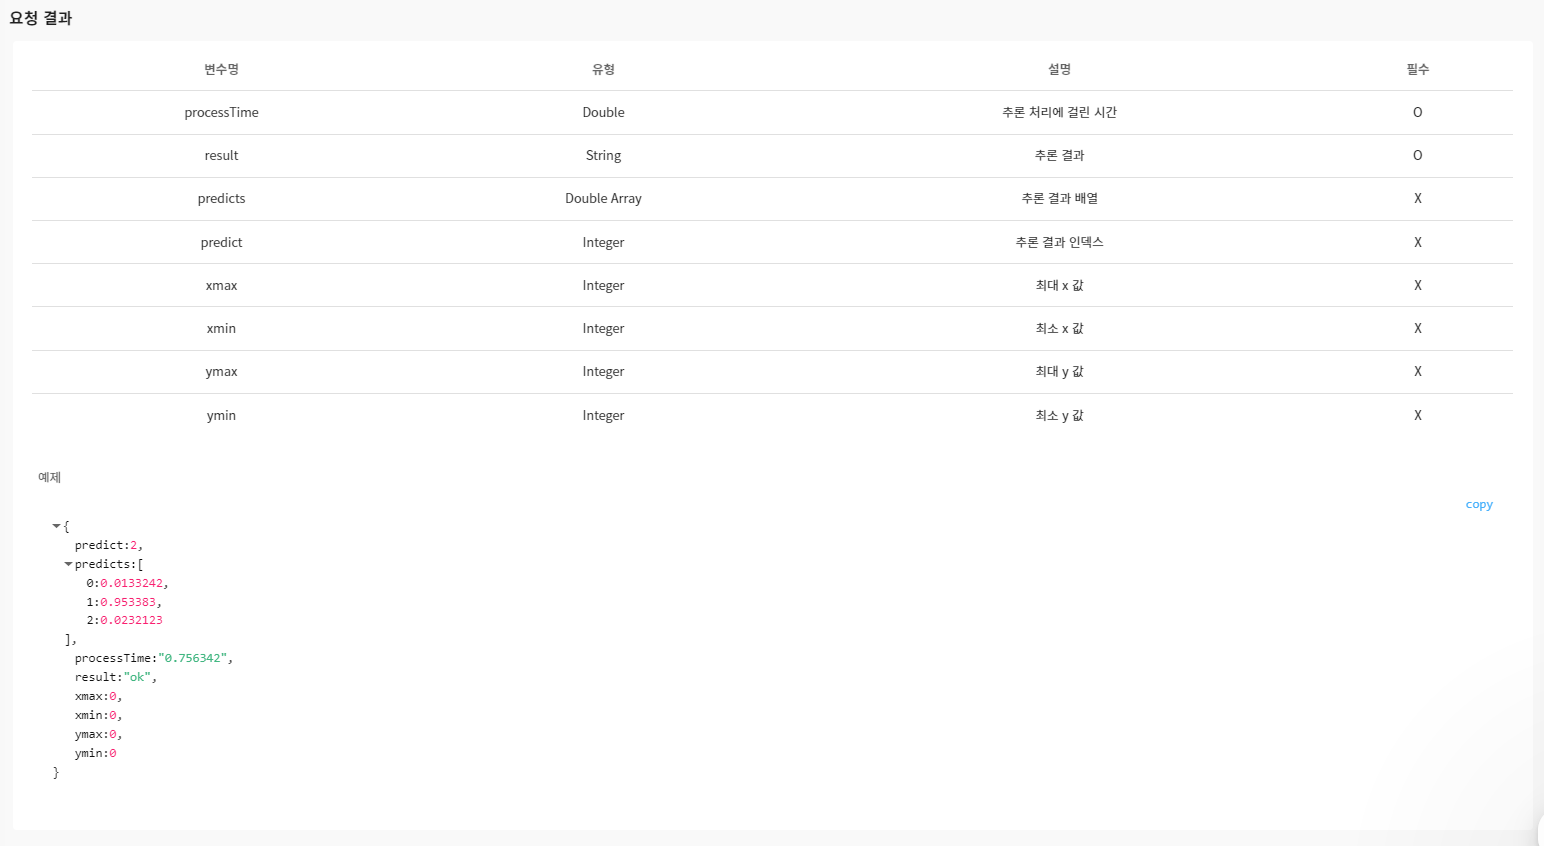 요청 결과
변수명 유형 설명 필수
processTime Double 추론 처리에 걸린 시간 O
result String 추론 결과 O
predicts Double Array 추론 결과 배열 X
predict Integer 추론 결과 인덱스 X
xmax Integer 최대 x 값 X
xmin Integer 최소 x 값 X
ymax Integer 최대 y 값 X
ymin Integer 최소 y 값 X
예제
copy
{
predict:2,
predicts:[
0:0.0133242,
1:0.953383,
2:0.0232123
],
processTime:"0.756342",
result:"ok",
xmax:0,
xmin:0,
ymax:0,
ymin:0
}